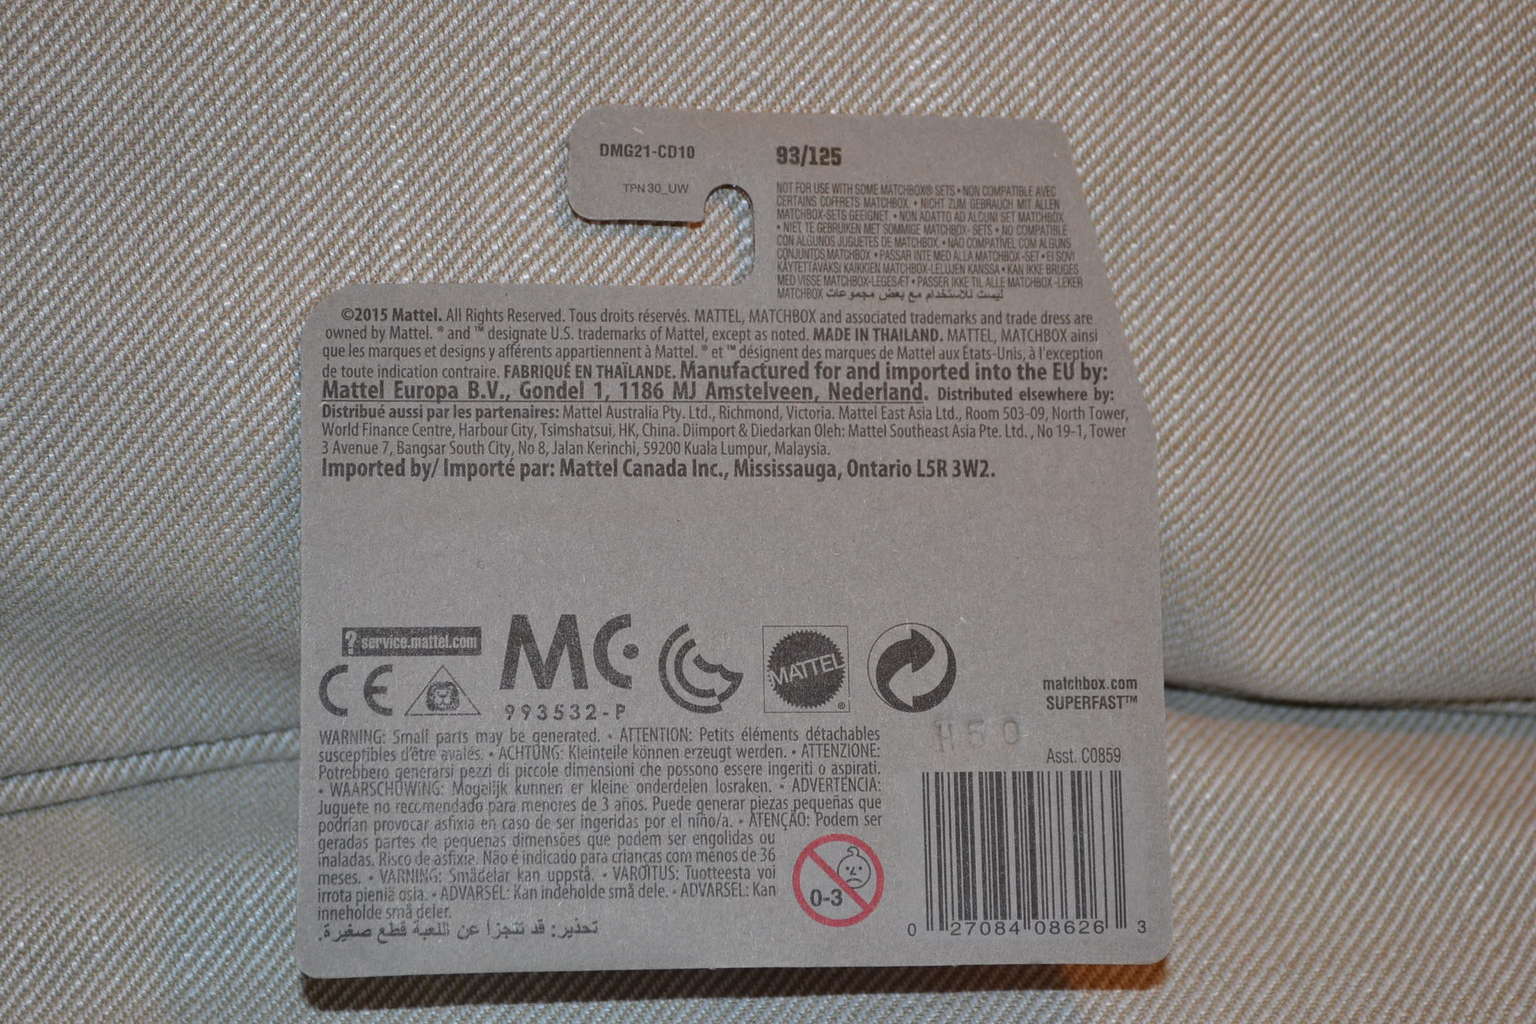 DMG21-CD10
TPN 30_UW
93/125
NOT FOR USE WITH SOME MATCHBOX® SETS • NON COMPATIBLE AVEC
CERTAINS COFFRETS MATCHBOX • NICHT ZUM GEBRAUCH MIT ALLEN
MATCHBOX-SETS GEEIGNET • NON ADATTO AD ALCUNI SET MATCHBOX
• NIET TE GEBRUIKEN MET SOMMIGE MATCHBOX- SETS • NO COMPATIBLE
CON ALGUNOS JUGUETES DE MATCHBOX • NÃO COMPATÍVEL COM ALGUNS
CONJUNTOS MATCHBOX • PASSAR INTE MED ALLA MATCHBOX -SET • EI SOVI
KÄYTETTÄVÄKSI KAIKKIEN MATCHBOX-LELUJEN KANSSA • KAN IKKE BRUGES
MED VISSE MATCHBOX-LEGESÆT • PASSER IKKE TIL ALLE MATCHBOX -LEKER
MATCHBOX ليست للاستخدام مع بعض مجموعات
©2015 Mattel. All Rights Reserved. Tous droits réservés. MATTEL, MATCHBOX and associated trademarks and trade dress are
owned by Mattel. ® and ™ designate U.S. trademarks of Mattel, except as noted. MADE IN THAILAND. MATTEL, MATCHBOX ainsi
que les marques et designs y afférents appartiennent à Mattel. ® et ™ désignent des marques de Mattel aux États-Unis, à l'exception
de toute indication contraire. FABRIQUÉ EN THAÏLANDE. Manufactured for and imported into the EU by:
Mattel Europa B.V., Gondel 1, 1186 MJ Amstelveen, Nederland. Distributed elsewhere by:
Distribué aussi par les partenaires: Mattel Australia Pty. Ltd., Richmond, Victoria. Mattel East Asia Ltd., Room 503-09, North Tower,
World Finance Centre, Harbour City, Tsimshatsui, HK, China. Diimport & Diedarkan Oleh: Mattel Southeast Asia Pte. Ltd. , No 19-1, Tower
3 Avenue 7, Bangsar South City, No 8, Jalan Kerinchi, 59200 Kuala Lumpur, Malaysia.
Imported by/ Importé par: Mattel Canada Inc., Mississauga, Ontario L5R 3W2.
? service.mattel.com
CE
MC
993532-P
MATTEL ®
matchbox.com
SUPERFAST™
H50
Asst. C0859
WARNING: Small parts may be generated. • ATTENTION: Petits éléments détachables
susceptibles d'être avalés. • ACHTUNG: Kleinteile können erzeugt werden. • ATTENZIONE:
Potrebbero generarsi pezzi di piccole dimensioni che possono essere ingeriti o aspirati.
• WAARSCHUWING: Mogelijk kunnen er kleine onderdelen losraken. • ADVERTENCIA:
Juguete no recomendado para menores de 3 años. Puede generar piezas pequeñas que
podrían provocar asfixia en caso de ser ingeridas por el niño/a. • ATENÇÃO: Podem ser
geradas partes de pequenas dimensões que podem ser engolidas ou
inaladas. Risco de asfixie. Não é indicado para crianças com menos de 36
meses. • VARNING: Smådelar kan uppstå. • VAROITUS: Tuotteesta voi
irrota pieniä osia. • ADVARSEL: Kan indeholde små dele. • ADVARSEL: Kan
inneholde små deler.
تحذير: قد تتجزأ عن اللعبة قطع صغيرة.
0-3
0 27084 08626 3